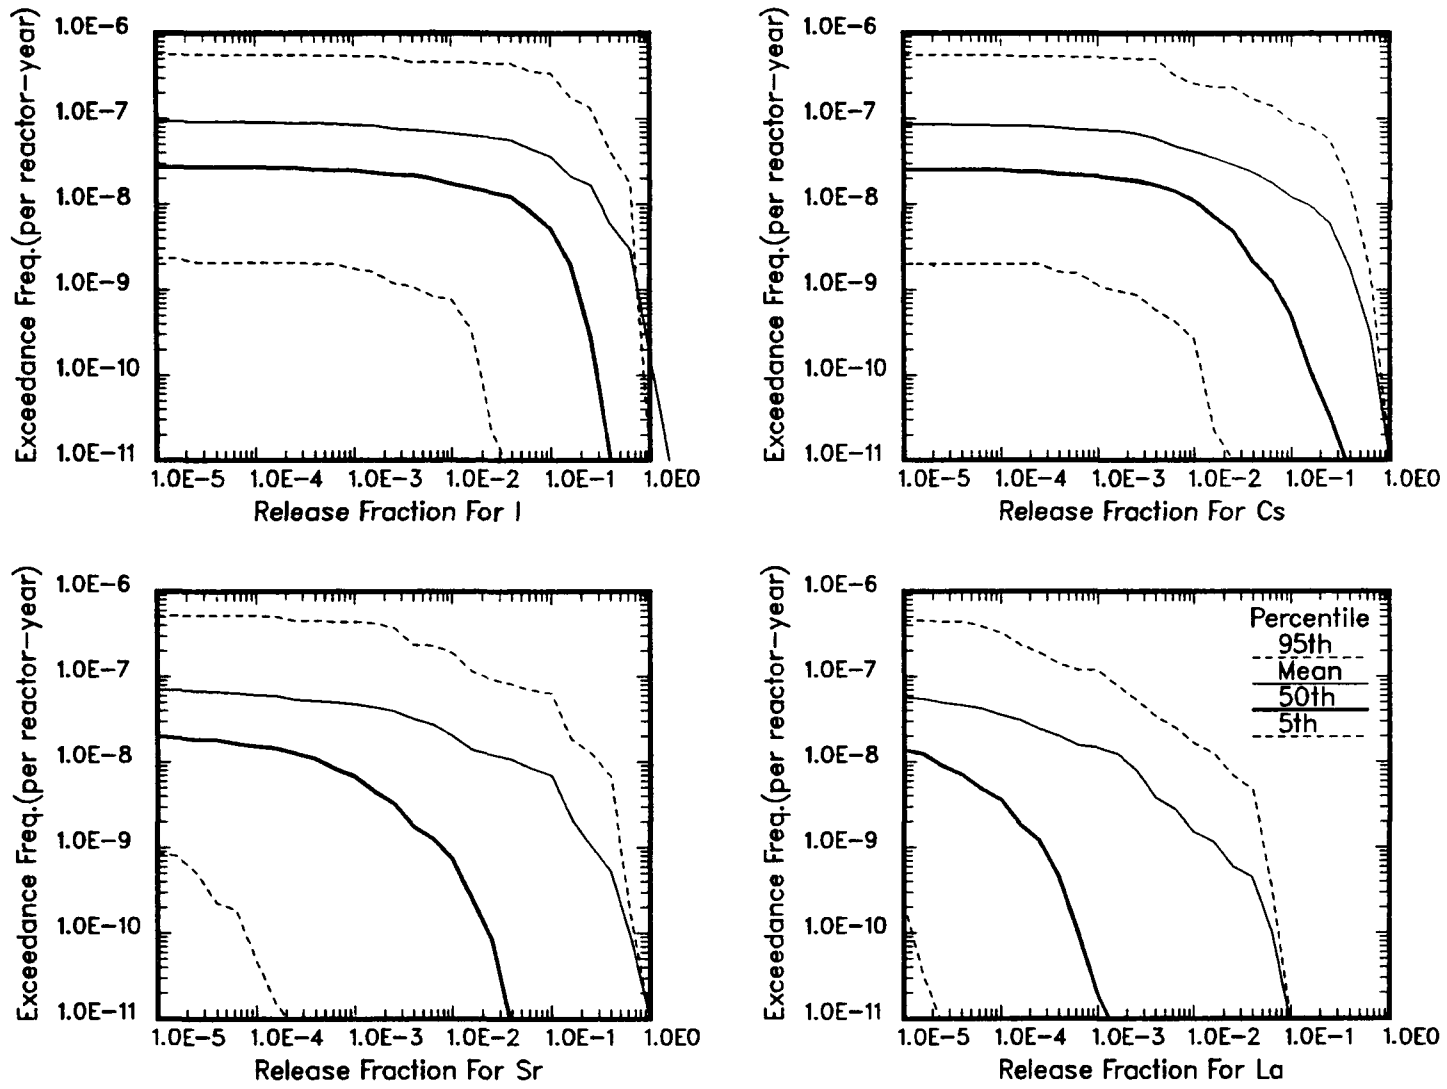 Exceedance Freq.(per reactor-year)
1.0E-6
1.0E-7
1.0E-8
1.0E-9
1.0E-10
1.0E-11
1.0E-5 1.0E-4 1.0E-3 1.0E-2 1.0E-1 1.0E0
Release Fraction For I
Exceedance Freq.(per reactor-year)
1.0E-6
1.0E-7
1.0E-8
1.0E-9
1.0E-10
1.0E-11
1.0E-5 1.0E-4 1.0E-3 1.0E-2 1.0E-1 1.0E0
Release Fraction For Cs
Exceedance Freq.(per reactor-year)
1.0E-6
1.0E-7
1.0E-8
1.0E-9
1.0E-10
1.0E-11
1.0E-5 1.0E-4 1.0E-3 1.0E-2 1.0E-1 1.0E0
Release Fraction For Sr
Exceedance Freq.(per reactor-year)
1.0E-6
1.0E-7
1.0E-8
1.0E-9
1.0E-10
1.0E-11
Percentile
95th
Mean
50th
5th
1.0E-5 1.0E-4 1.0E-3 1.0E-2 1.0E-1 1.0E0
Release Fraction For La